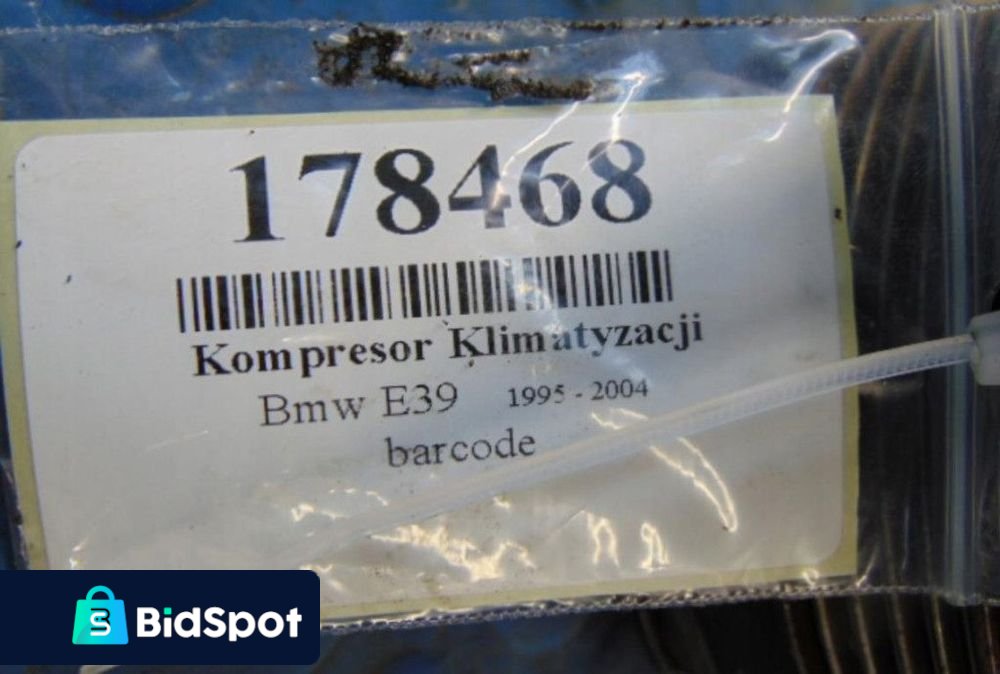 178468
Kompresor Klimatyzacji
Bmw E39 1995 - 2004
barcode
BidSpot